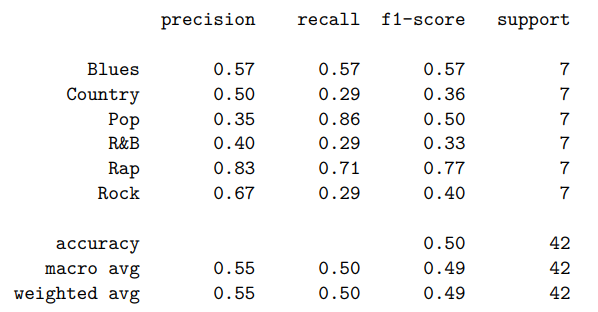 precision recall f1-score support
Blues 0.57 0.57 0.57 7
Country 0.50 0.29 0.36 7
Pop 0.35 0.86 0.50 7
R&B 0.40 0.29 0.33 7
Rap 0.83 0.71 0.77 7
Rock 0.67 0.29 0.40 7
accuracy 0.50 42
macro avg 0.55 0.50 0.49 42
weighted avg 0.55 0.50 0.49 42